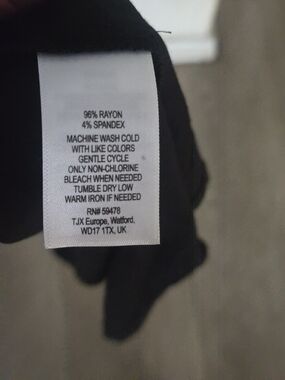 96% RAYON
4% SPANDEX
MACHINE WASH COLD
WITH LIKE COLORS
GENTLE CYCLE
ONLY NON-CHLORINE
BLEACH WHEN NEEDED
TUMBLE DRY LOW
WARM IRON IF NEEDED
RN# 59478
TJX Europe, Watford,
WD17 1TX, UK